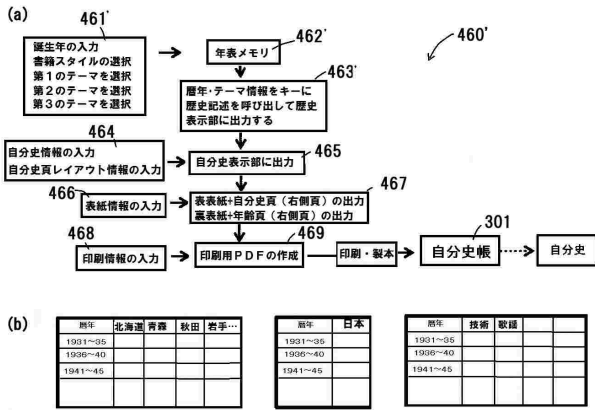 (a)
461'
誕生年の入力
書籍スタイルの選択
第1のテーマを選択
第2のテーマを選択
第3のテーマを選択
462'
年表メモリ
460'
463'
暦年・テーマ情報をキーに
歴史記述を呼び出して歴史
表示部に出力する
464
自分史情報の入力
自分史頁レイアウト情報の入力
465
自分史表示部に出力
466
表紙情報の入力
467
表表紙+自分史頁(右側頁)の出力
裏表紙+年齢頁(右側頁)の出力
468
印刷情報の入力
469
印刷用PDFの作成
印刷・製本
301
自分史帳
自分史
(b)
暦年 北海道 青森 秋田 岩手…
1931～35
1936～40
1941～45
暦年 日本
1931～35
1936～40
1941～45
暦年 技術 歌謡
1931～35
1936～40
1941～45